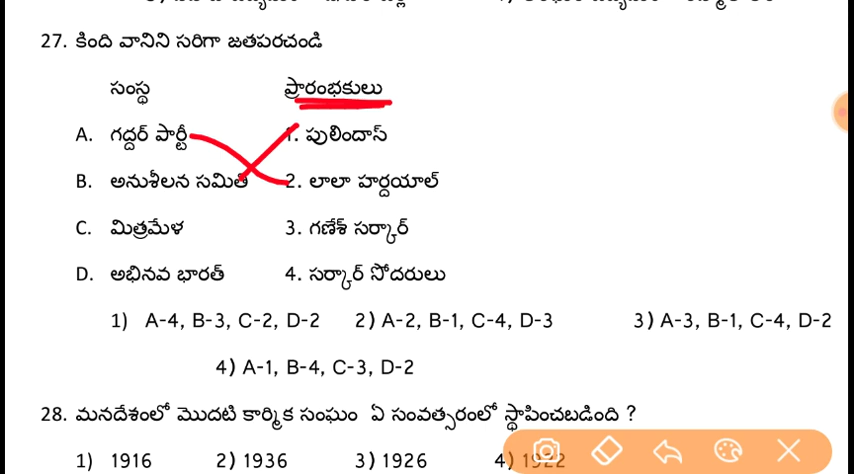 27. కింది వానిని సరిగా జతపరచండి
సంస్థ ప్రారంభకులు
A. గద్దర్ పార్టీ 1. పులిందాస్
B. అనుశీలన సమితి 2. లాలా హర్దయాల్
C. మిత్రమేళ 3. గణేశ్ సర్కార్
D. అభినవ భారత్ 4. సర్కార్ సోదరులు
1) A-4, B-3, C-2, D-2 2) A-2, B-1, C-4, D-3 3) A-3, B-1, C-4, D-2
4) A-1, B-4, C-3, D-2
28. మనదేశంలో మొదటి కార్మిక సంఘం ఏ సంవత్సరంలో స్థాపించబడింది ?
1) 1916 2) 1936 3) 1926 4) 1922